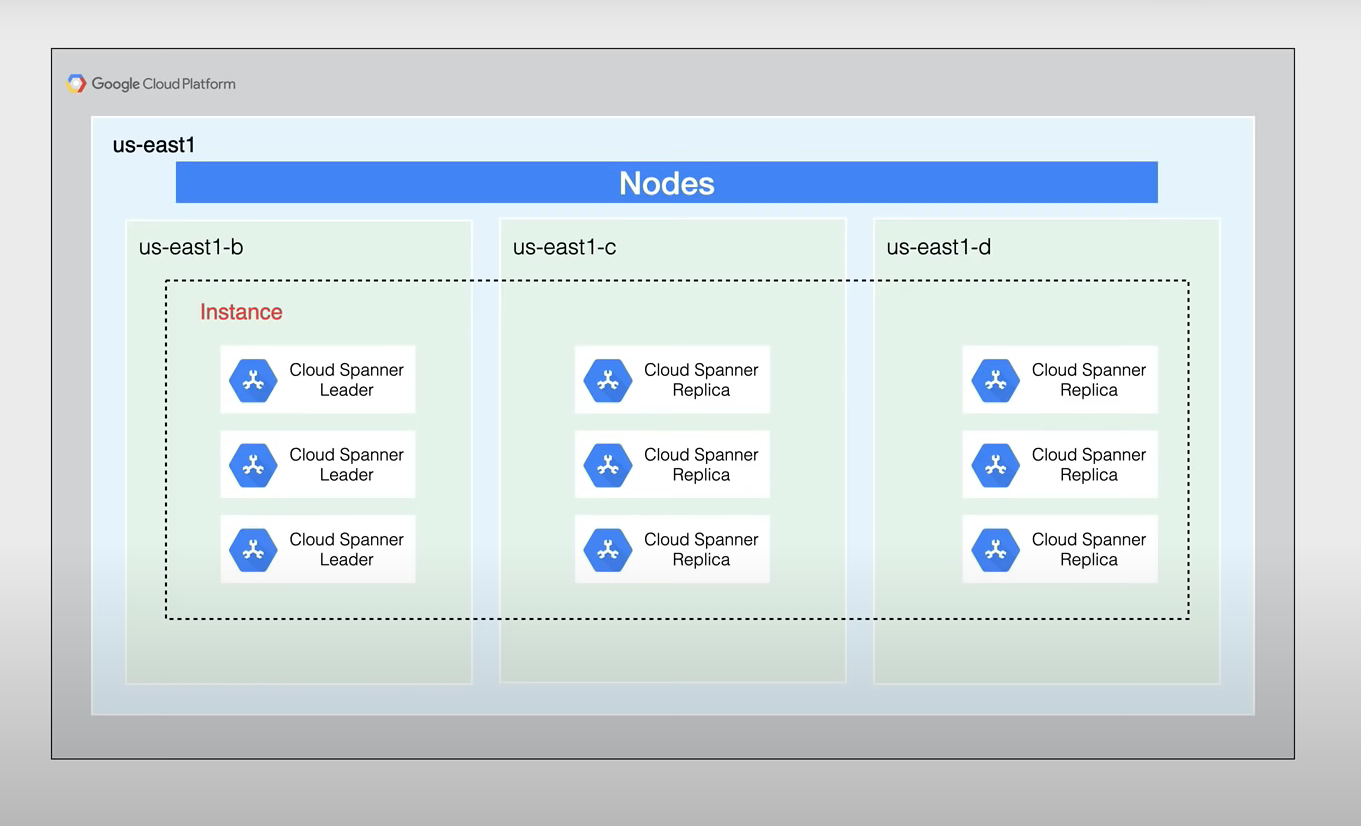 Google Cloud Platform
us-east1
Nodes
us-east1-b
us-east1-c
us-east1-d
Instance
Cloud Spanner
Leader
Cloud Spanner
Replica
Cloud Spanner
Replica
Cloud Spanner
Leader
Cloud Spanner
Replica
Cloud Spanner
Replica
Cloud Spanner
Leader
Cloud Spanner
Replica
Cloud Spanner
Replica